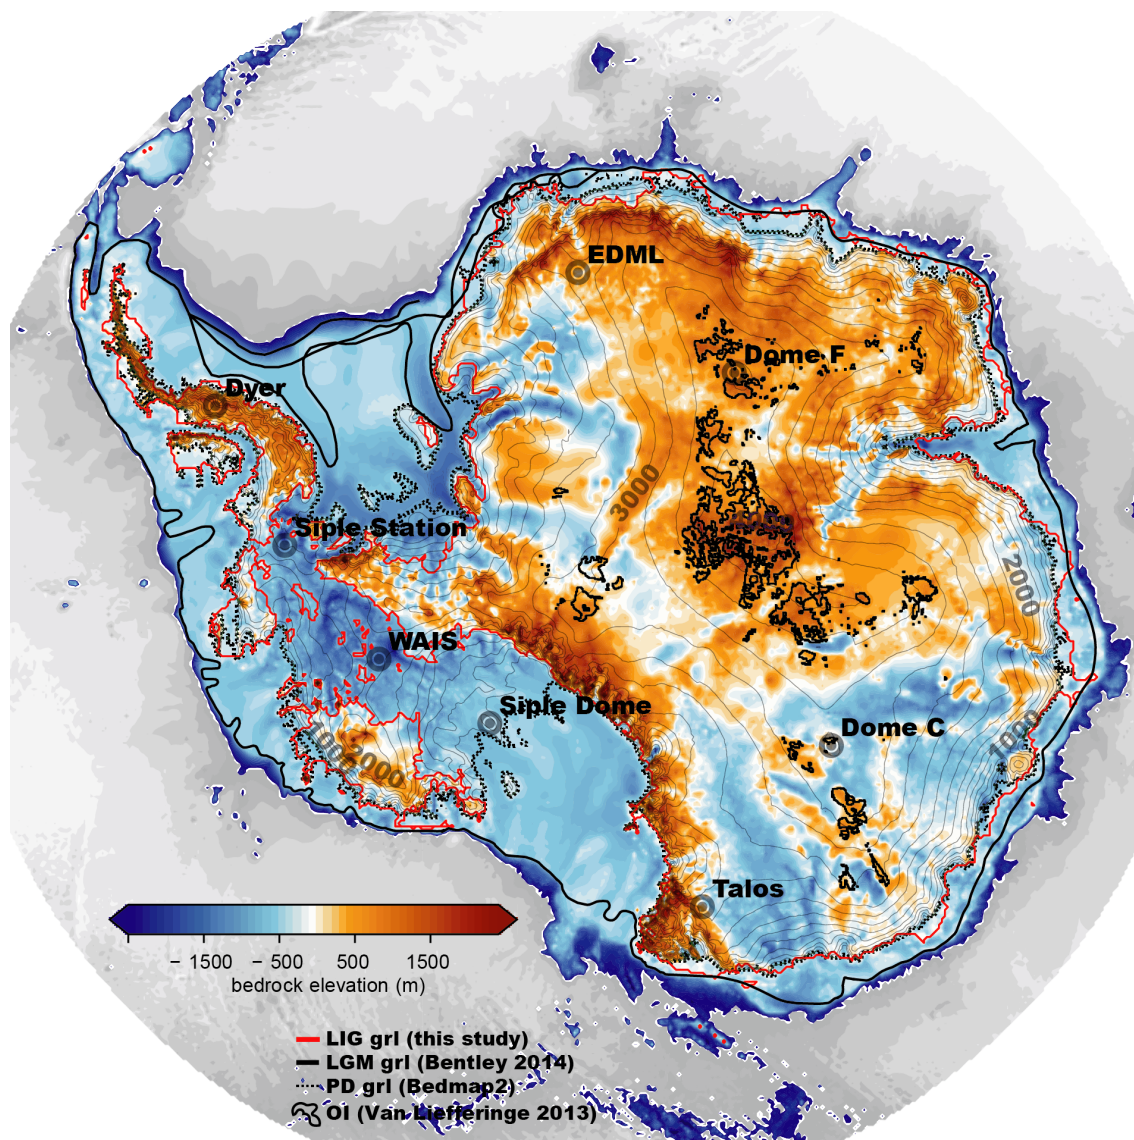 EDML
Dome F
Dyer
3000
Siple Station
2000
WAIS
Siple Dome
Dome C
1000
1000
2000
Talos
− 1500 − 500 500 1500
bedrock elevation (m)
LIG grl (this study)
LGM grl (Bentley 2014)
PD grl (Bedmap2)
OI (Van Liefferinge 2013)